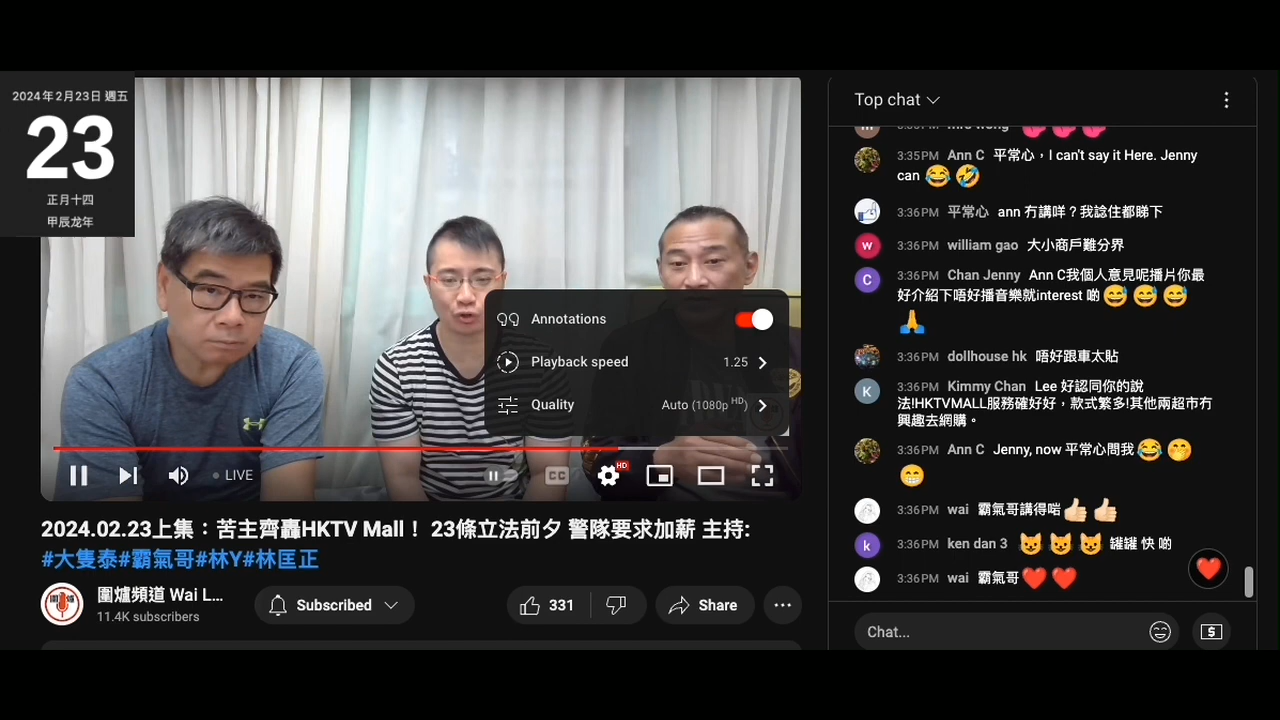 2024年2月23日 週五
23
正月十四
甲辰龙年
Annotations
Playback speed 1.25
Quality Auto (1080p HD)
LIVE
CC
HD
2024.02.23上集：苦主齊轟HKTV Mall！ 23條立法前夕 警隊要求加薪 主持:
#大隻泰#霸氣哥#林Y#林匡正
圍爐頻道 Wai L...
11.4K subscribers
Subscribed
331
Share
Top chat
3:35PM Ann C 平常心，I can't say it Here. Jenny
can
3:36PM 平常心 ann 冇講咩？我諗住都睇下
w 3:36PM william gao 大小商戶難分界
C 3:36PM Chan Jenny Ann C我個人意見呢播片你最
好介紹下唔好播音樂就interest 啲
3:36PM dollhouse hk 唔好跟車太貼
K 3:36PM Kimmy Chan Lee 好認同你的說
法!HKTVMALL服務確好好，款式繁多!其他兩超市冇
興趣去網購。
3:36PM Ann C Jenny, now 平常心問我
3:36PM wai 霸氣哥講得啱
k 3:36PM ken dan 3 罐罐 快 啲
3:36PM wai 霸氣哥
Chat...